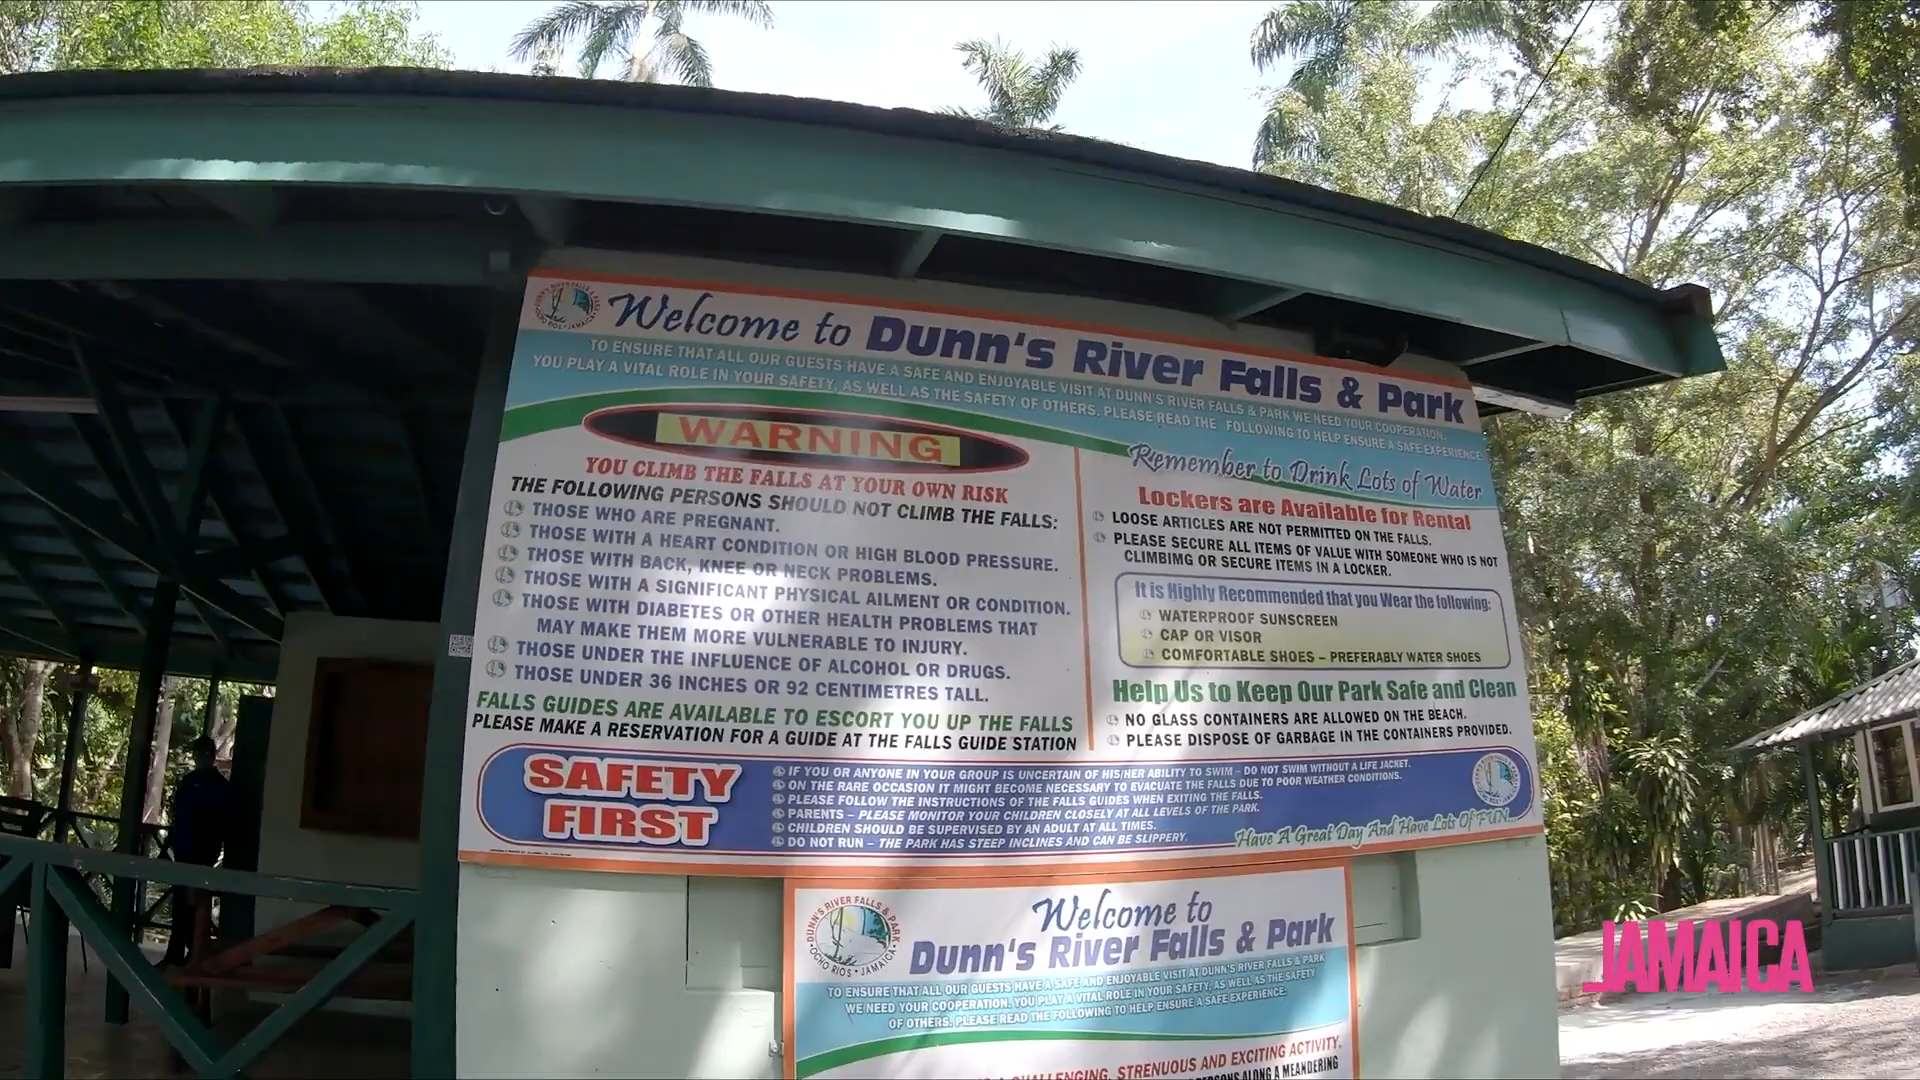 Welcome to Dunn's River Falls & Park
TO ENSURE THAT ALL OUR GUESTS HAVE A SAFE AND ENJOYABLE VISIT AT DUNN'S RIVER FALLS & PARK WE NEED YOUR COOPERATION.
YOU PLAY A VITAL ROLE IN YOUR SAFETY, AS WELL AS THE SAFETY OF OTHERS. PLEASE READ THE FOLLOWING TO HELP ENSURE A SAFE EXPERIENCE.
WARNING
YOU CLIMB THE FALLS AT YOUR OWN RISK
THE FOLLOWING PERSONS SHOULD NOT CLIMB THE FALLS:
THOSE WHO ARE PREGNANT.
THOSE WITH A HEART CONDITION OR HIGH BLOOD PRESSURE.
THOSE WITH BACK, KNEE OR NECK PROBLEMS.
THOSE WITH A SIGNIFICANT PHYSICAL AILMENT OR CONDITION.
THOSE WITH DIABETES OR OTHER HEALTH PROBLEMS THAT
MAY MAKE THEM MORE VULNERABLE TO INJURY.
THOSE UNDER THE INFLUENCE OF ALCOHOL OR DRUGS.
THOSE UNDER 36 INCHES OR 92 CENTIMETRES TALL.
FALLS GUIDES ARE AVAILABLE TO ESCORT YOU UP THE FALLS
PLEASE MAKE A RESERVATION FOR A GUIDE AT THE FALLS GUIDE STATION
Remember to Drink Lots of Water
Lockers are Available for Rental
LOOSE ARTICLES ARE NOT PERMITTED ON THE FALLS.
PLEASE SECURE ALL ITEMS OF VALUE WITH SOMEONE WHO IS NOT
CLIMBIMG OR SECURE ITEMS IN A LOCKER.
It is Highly Recommended that you Wear the following:
WATERPROOF SUNSCREEN
CAP OR VISOR
COMFORTABLE SHOES – PREFERABLY WATER SHOES
Help Us to Keep Our Park Safe and Clean
NO GLASS CONTAINERS ARE ALLOWED ON THE BEACH.
PLEASE DISPOSE OF GARBAGE IN THE CONTAINERS PROVIDED.
SAFETY
FIRST
IF YOU OR ANYONE IN YOUR GROUP IS UNCERTAIN OF HIS/HER ABILITY TO SWIM – DO NOT SWIM WITHOUT A LIFE JACKET.
ON THE RARE OCCASION IT MIGHT BECOME NECESSARY TO EVACUATE THE FALLS DUE TO POOR WEATHER CONDITIONS.
PLEASE FOLLOW THE INSTRUCTIONS OF THE FALLS GUIDES WHEN EXITING THE FALLS.
PARENTS – PLEASE MONITOR YOUR CHILDREN CLOSELY AT ALL LEVELS OF THE PARK.
CHILDREN SHOULD BE SUPERVISED BY AN ADULT AT ALL TIMES.
DO NOT RUN – THE PARK HAS STEEP INCLINES AND CAN BE SLIPPERY.
Have A Great Day And Have Lots Of FUN...
DUNN'S RIVER FALLS & PARK
OCHO RIOS • JAMAICA
Welcome to
Dunn's River Falls & Park
TO ENSURE THAT ALL OUR GUESTS HAVE A SAFE AND ENJOYABLE VISIT AT DUNN'S RIVER FALLS & PARK
WE NEED YOUR COOPERATION. YOU PLAY A VITAL ROLE IN YOUR SAFETY, AS WELL AS THE SAFETY
OF OTHERS. PLEASE READ THE FOLLOWING TO HELP ENSURE A SAFE EXPERIENCE.
CHALLENGING, STRENUOUS AND EXCITING ACTIVITY.
PERSONS ALONG A MEANDERING
JAMAICA